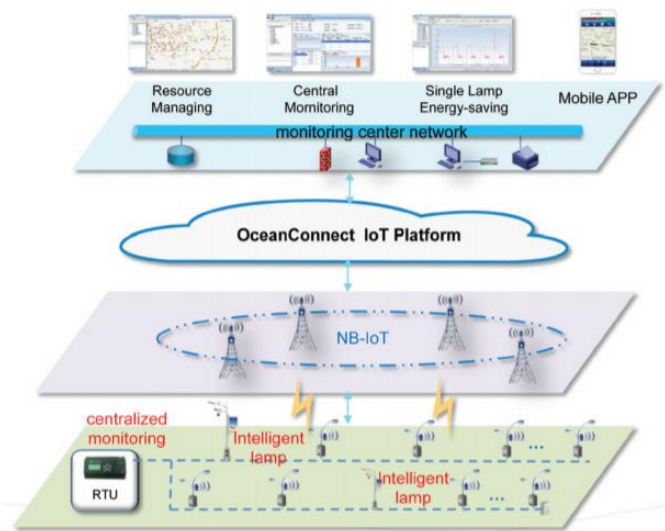 Resource
Managing
Central
Mornitoring
Single Lamp
Energy-saving
Mobile APP
monitoring center network
OceanConnect IoT Platform
NB-IoT
centralized
monitoring
Intelligent
lamp
RTU
Intelligent
lamp